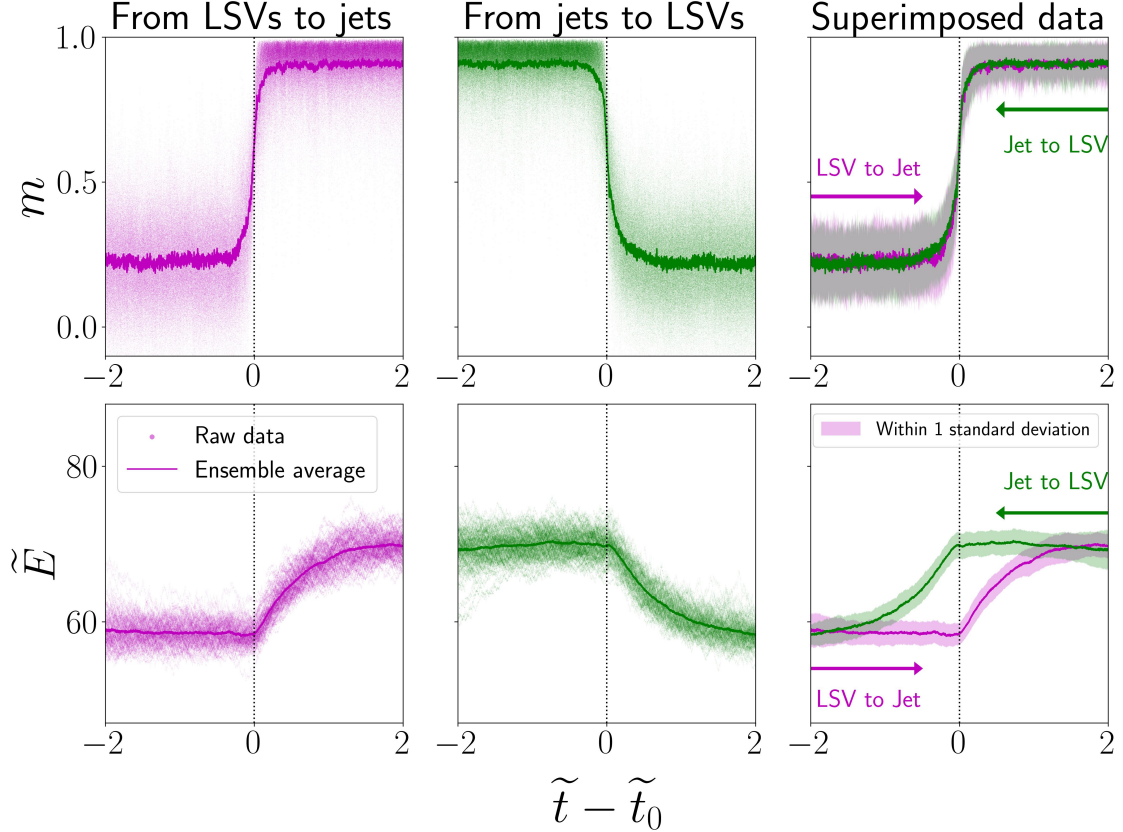 From LSVs to jets
From jets to LSVs
Superimposed data
1.0
0.5
0.0
m
−2 0 2
−2 0 2
−2 0 2
LSV to Jet
Jet to LSV
Raw data
Ensemble average
Within 1 standard deviation
80
60
Ẽ
Jet to LSV
LSV to Jet
−2 0 2
−2 0 2
−2 0 2
t̃ − t̃₀